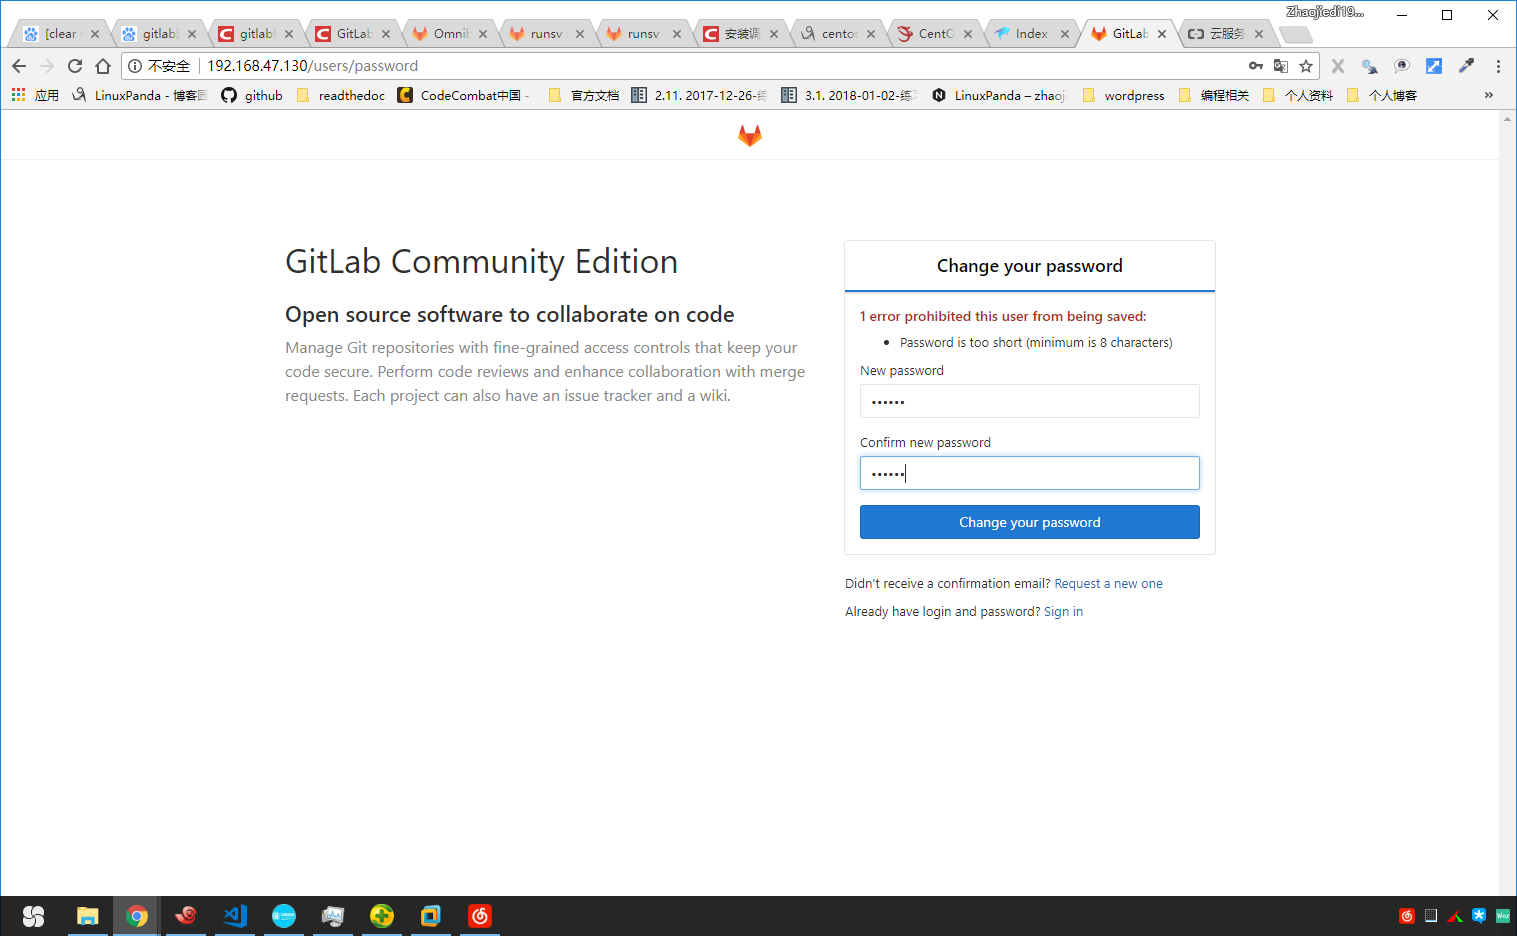 Zhaojiedi19...
[clear
gitlab
gitlab
GitLab
Omnib
runsv
runsv
安装调
centos
CentO
Index
GitLab
云服务
不安全
192.168.47.130/users/password
应用
LinuxPanda - 博客园
github
readthedoc
CodeCombat中国 -
官方文档
2.11. 2017-12-26-练
3.1. 2018-01-02-练习
LinuxPanda – zhaoji
wordpress
编程相关
个人资料
个人博客
»
GitLab Community Edition
Open source software to collaborate on code
Manage Git repositories with fine-grained access controls that keep your
code secure. Perform code reviews and enhance collaboration with merge
requests. Each project can also have an issue tracker and a wiki.
Change your password
1 error prohibited this user from being saved:
• Password is too short (minimum is 8 characters)
New password
••••••
Confirm new password
••••••
Change your password
Didn't receive a confirmation email? Request a new one
Already have login and password? Sign in